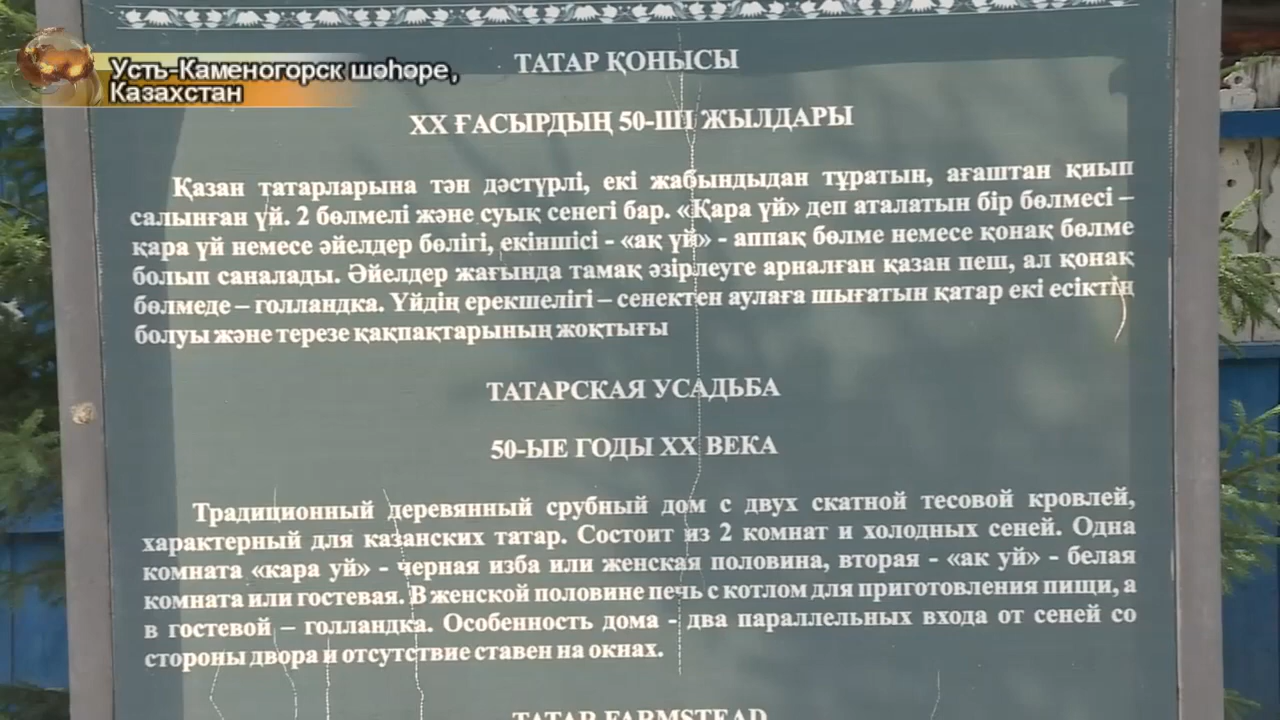 Усть-Каменогорск шоһоре,
Казахстан
ТАТАР ҚОНЫСЫ
ХХ ҒАСЫРДЫҢ 50-ШІ ЖЫЛДАРЫ
Қазан татарларына тән дәстүрлі, екі жабындыдан тұратын, ағаштан қиып
салынған үй. 2 бөлмелі және суық сенегі бар. «Қара үй» деп аталатын бір бөлмесі –
қара үй немесе әйелдер бөлігі, екіншісі - «ақ үй» - аппақ бөлме немесе қонақ бөлме
болып саналады. Әйелдер жағында тамақ әзірлеуге арналған қазан пеш, ал қонақ
бөлмеде – голландка. Үйдің ерекшелігі – сенектен аулаға шығатын қатар екі есіктің
болуы және терезе қақпақтарының жоқтығы
ТАТАРСКАЯ УСАДЬБА
50-ЫЕ ГОДЫ ХХ ВЕКА
Традиционный деревянный срубный дом с двух скатной тесовой кровлей,
характерный для казанских татар. Состоит из 2 комнат и холодных сеней. Одна
комната «кара уй» - черная изба или женская половина, вторая - «ак уй» - белая
комната или гостевая. В женской половине печь с котлом для приготовления пищи, а
в гостевой – голландка. Особенность дома - два параллельных входа от сеней со
стороны двора и отсутствие ставен на окнах.
TATAR FARMSTEAD